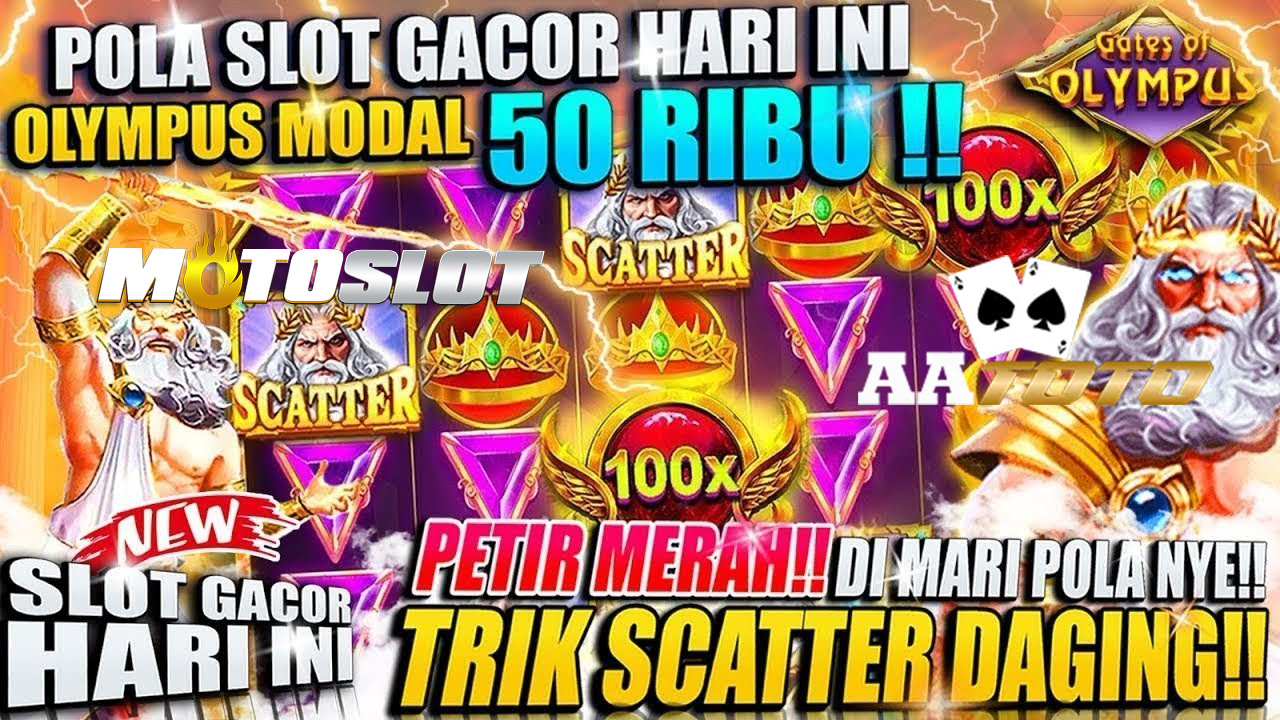 POLA SLOT GACOR HARI INI
OLYMPUS MODAL 50 RIBU !!
Gates of
OLYMPUS
100x
SCATTER
MOTOSLOT
AATOTO
SCATTER
100x
NEW
SLOT GACOR
HARI INI
PETIR MERAH!! DI MARI POLA NYE!!
TRIK SCATTER DAGING!!